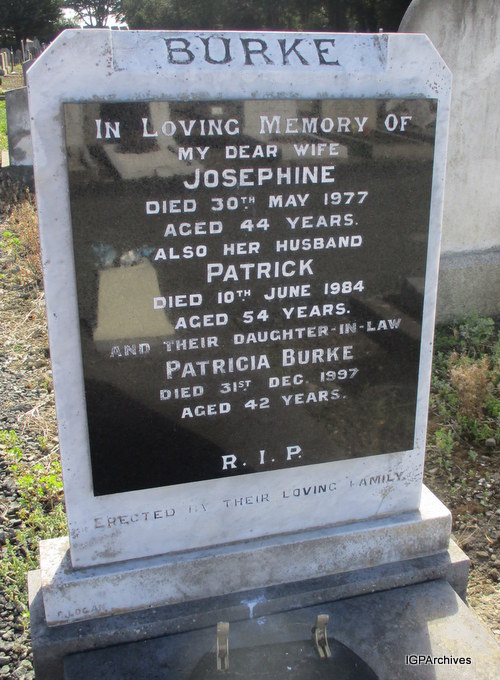 BURKE
IN LOVING MEMORY OF
MY DEAR WIFE
JOSEPHINE
DIED 30TH MAY 1977
AGED 44 YEARS.
ALSO HER HUSBAND
PATRICK
DIED 10TH JUNE 1984
AGED 54 YEARS.
AND THEIR DAUGHTER-IN-LAW
PATRICIA BURKE
DIED 31ST DEC. 1997
AGED 42 YEARS.
R. I. P.
ERECTED BY THEIR LOVING FAMILY.
P. LOGAN
IGPArchives